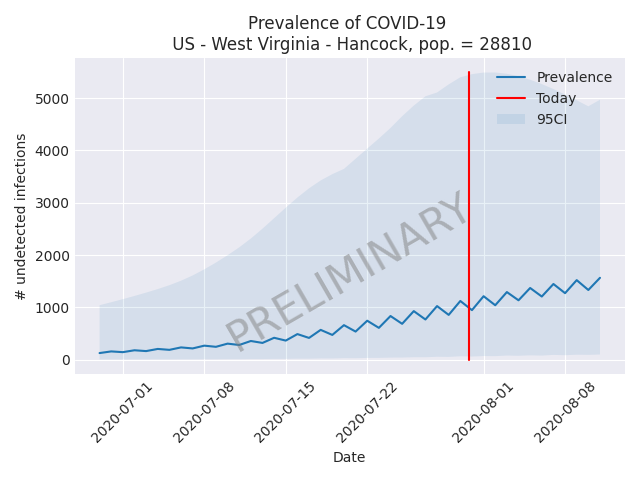 Prevalence of COVID-19
US - West Virginia - Hancock, pop. = 28810
Prevalence
Today
95CI
# undetected infections
5000
4000
3000
2000
1000
0
PRELIMINARY
2020-07-01
2020-07-08
2020-07-15
2020-07-22
2020-08-01
2020-08-08
Date